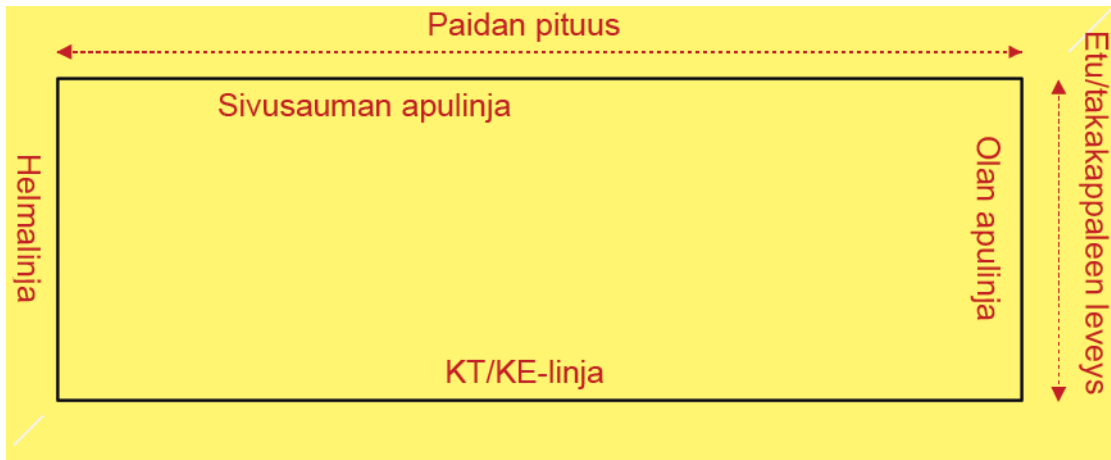 Paidan pituus
Sivusauman apulinja
Helmalinja
Olan apulinja
Etu/takakappaleen leveys
KT/KE-linja